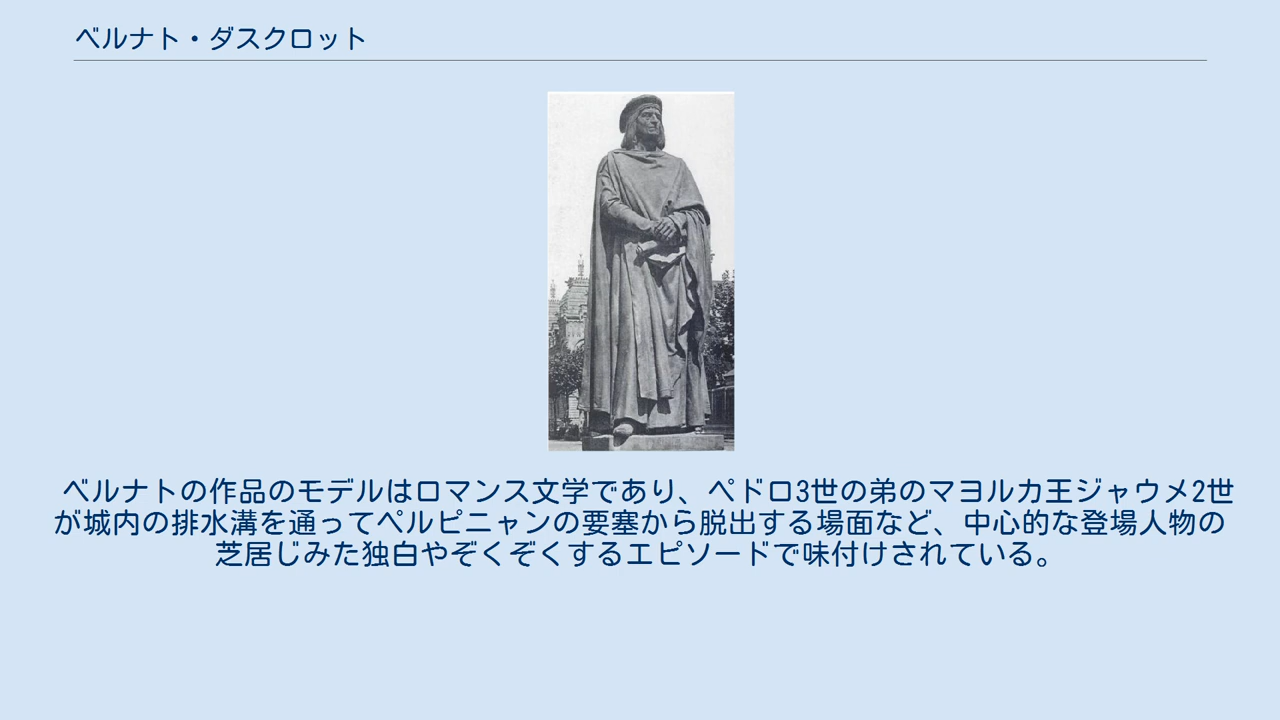 ベルナト・ダスクロット
ベルナトの作品のモデルはロマンス文学であり、ペドロ3世の弟のマヨルカ王ジャウメ2世
が城内の排水溝を通ってペルピニャンの要塞から脱出する場面など、中心的な登場人物の
芝居じみた独白やぞくぞくするエピソードで味付けされている。